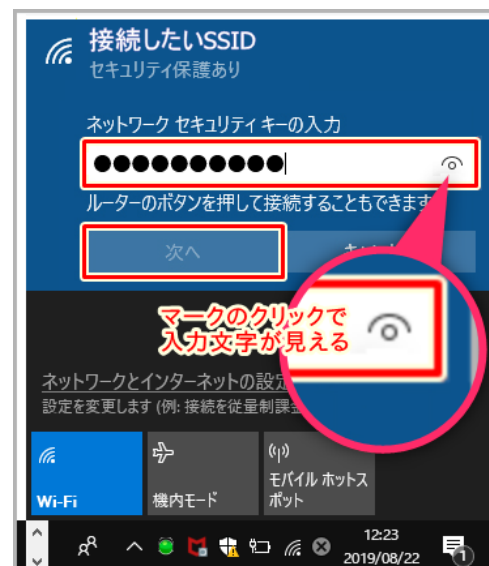 接続したいSSID
セキュリティ保護あり
ネットワーク セキュリティ キーの入力
●●●●●●●●●●
ルーターのボタンを押して接続することもできます
次へ
マークのクリックで
入力文字が見える
ネットワークとインターネットの設定
設定を変更します (例: 接続を従量制課金
Wi-Fi
機内モード
モバイル ホットス
ポット
12:23
2019/08/22
1